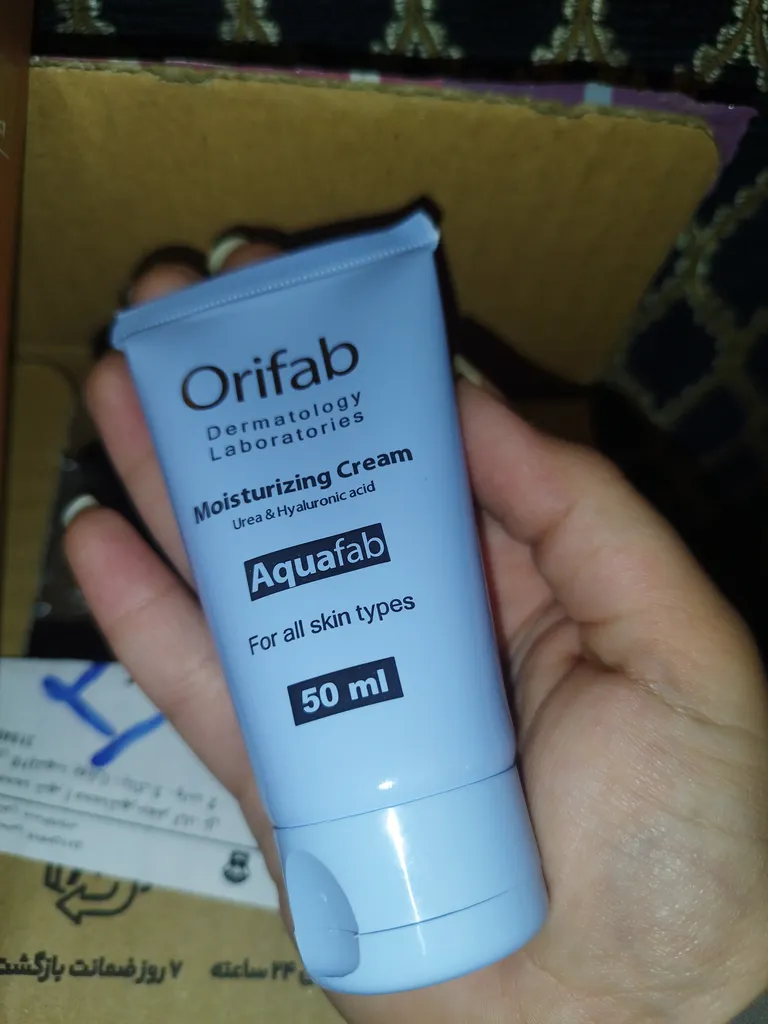 Orifab
Dermatology
Laboratories
Moisturizing Cream
Urea & Hyaluronic acid
Aquafab
For all skin types
50 ml
۲۴ ساعته
۷ روز ضمانت بازگشت